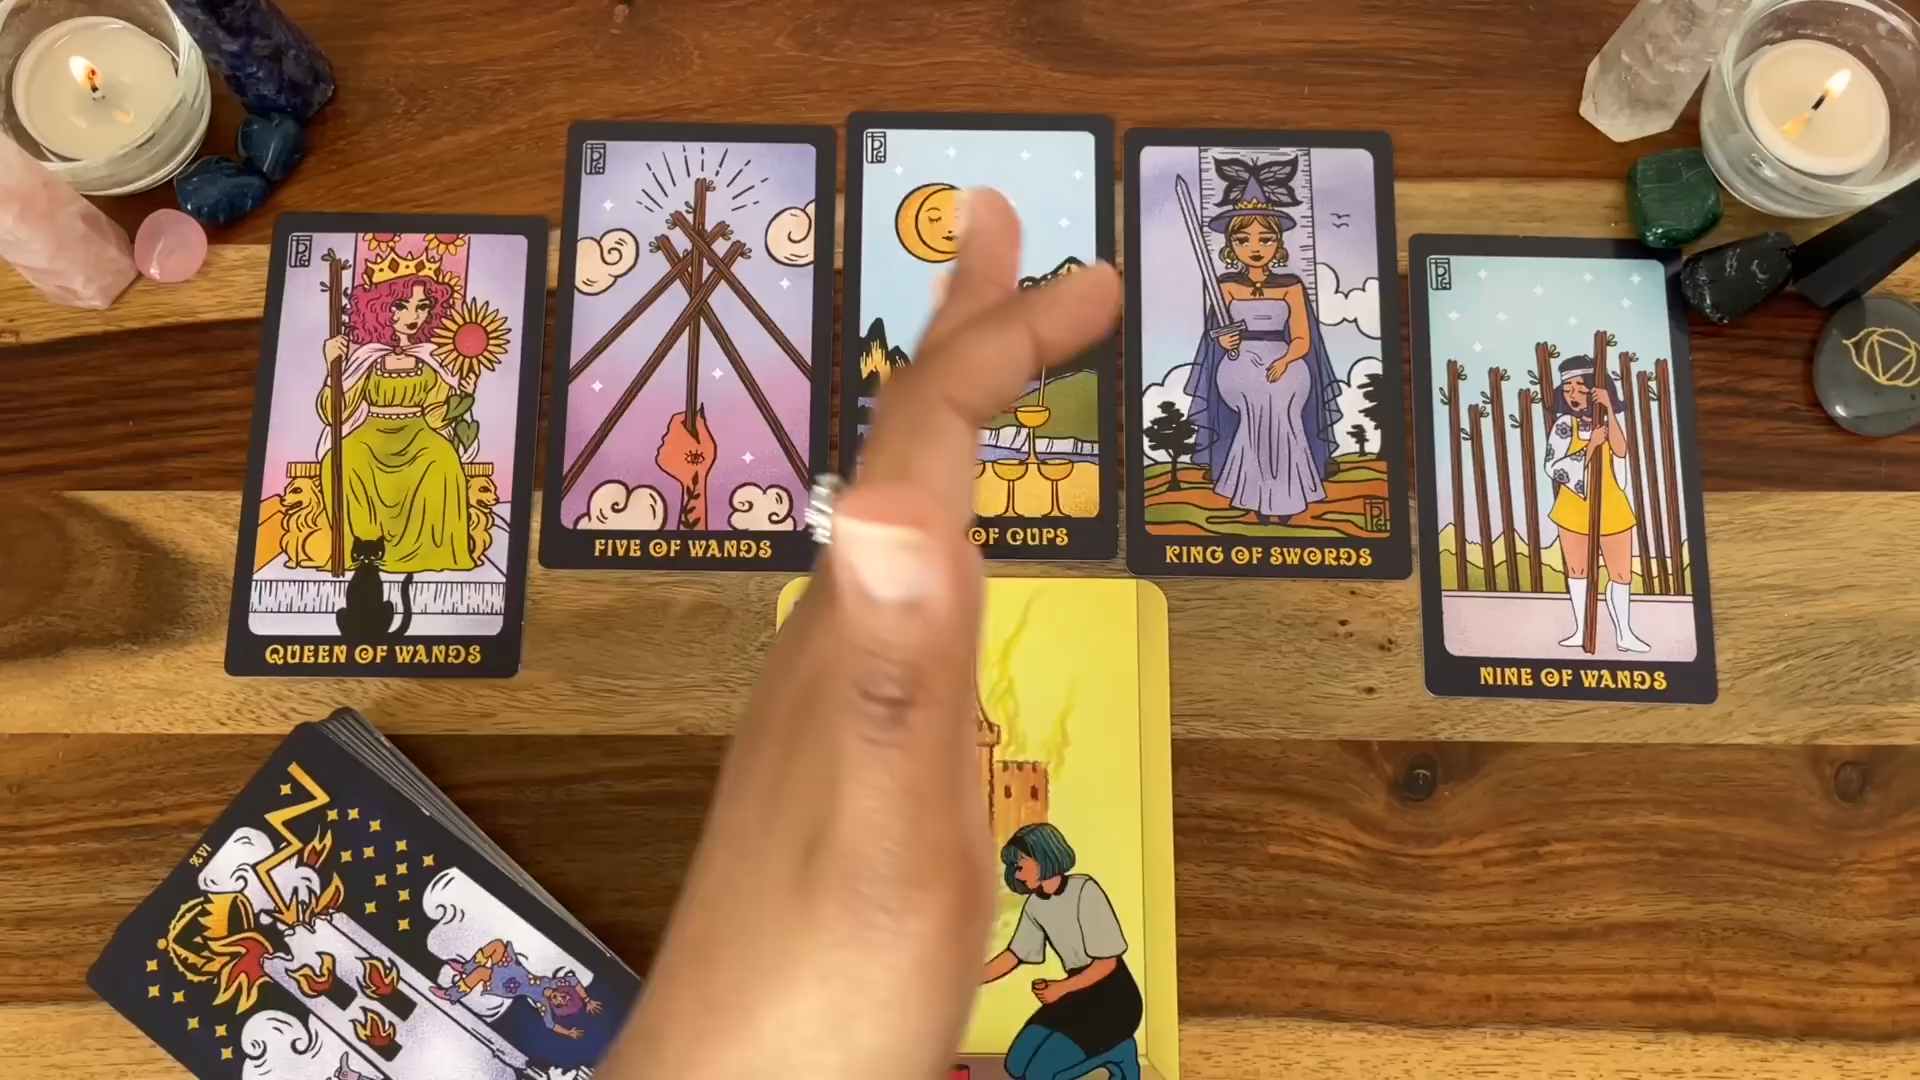 QUEEN OF WANDS
FIVE OF WANDS
OF CUPS
KING OF SWORDS
NINE OF WANDS
XVI